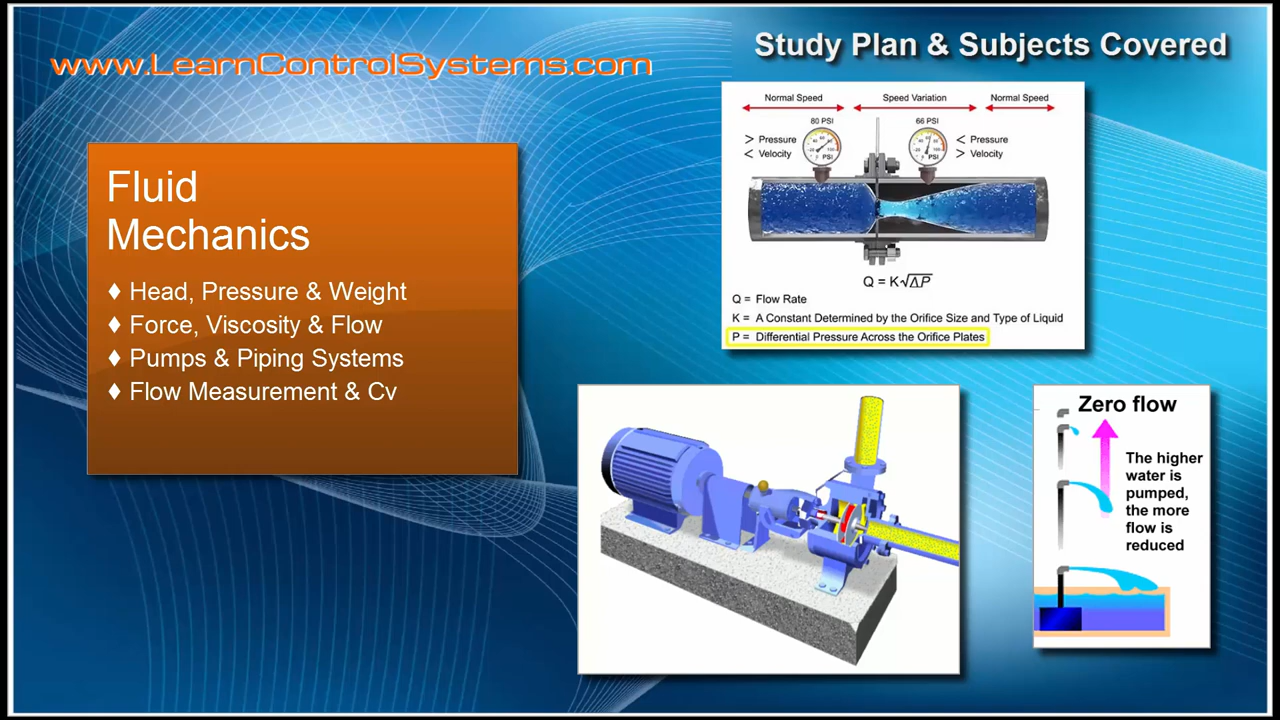 www.LearnControlSystems.com
Study Plan & Subjects Covered
Fluid
Mechanics
♦ Head, Pressure & Weight
♦ Force, Viscosity & Flow
♦ Pumps & Piping Systems
♦ Flow Measurement & Cv
Normal Speed
Speed Variation
Normal Speed
80 PSI
66 PSI
> Pressure
< Velocity
< Pressure
> Velocity
PSI
PSI
Q = K√ΔP
Q = Flow Rate
K = A Constant Determined by the Orifice Size and Type of Liquid
P = Differential Pressure Across the Orifice Plates
Zero flow
The higher
water is
pumped,
the more
flow is
reduced